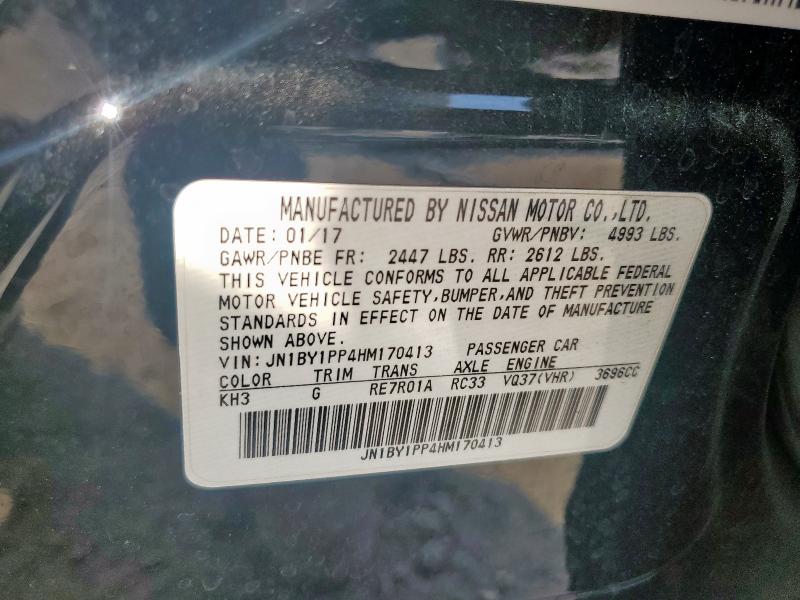 MANUFACTURED BY NISSAN MOTOR CO.,LTD.
DATE: 01/17 GVWR/PNBV: 4993 LBS.
GAWR/PNBE FR: 2447 LBS. RR: 2612 LBS.
THIS VEHICLE CONFORMS TO ALL APPLICABLE FEDERAL
MOTOR VEHICLE SAFETY,BUMPER,AND THEFT PREVENTION
STANDARDS IN EFFECT ON THE DATE OF MANUFACTURE
SHOWN ABOVE.
VIN: JN1BY1PP4HM170413 PASSENGER CAR
COLOR TRIM TRANS AXLE ENGINE
KH3 G RE7R01A RC33 VQ37(VHR) 3696CC
JN1BY1PP4HM170413